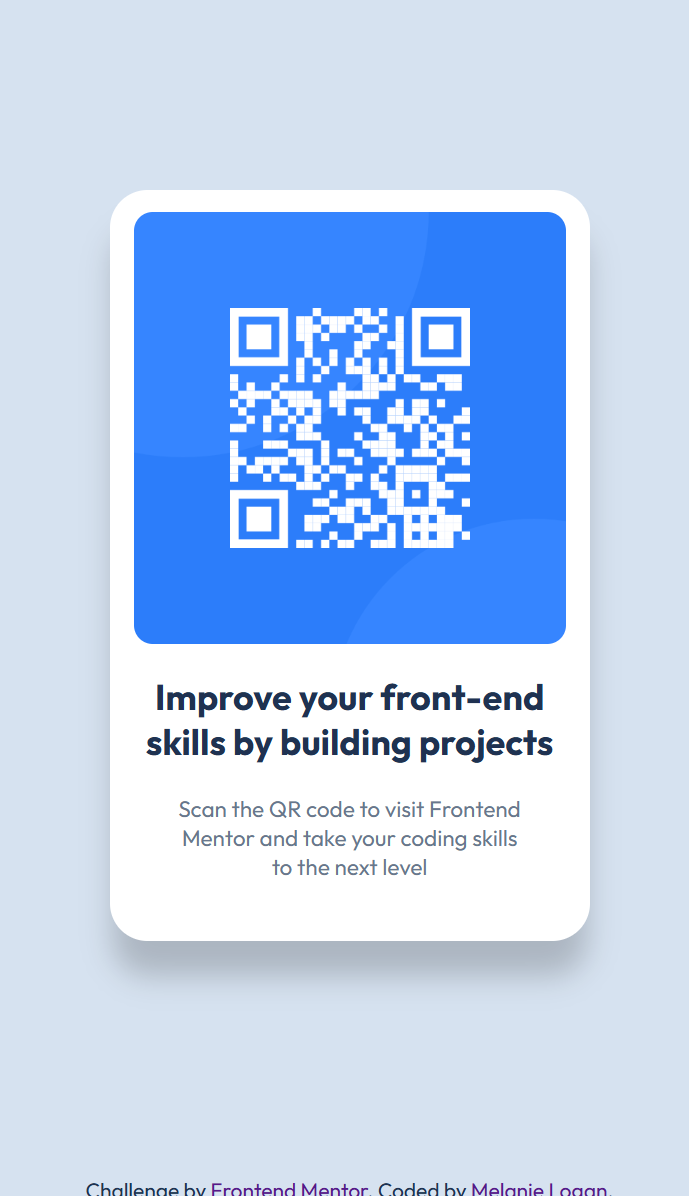 Improve your front-end
skills by building projects
Scan the QR code to visit Frontend
Mentor and take your coding skills
to the next level
Challenge by Frontend Mentor. Coded by Melanie Logan.